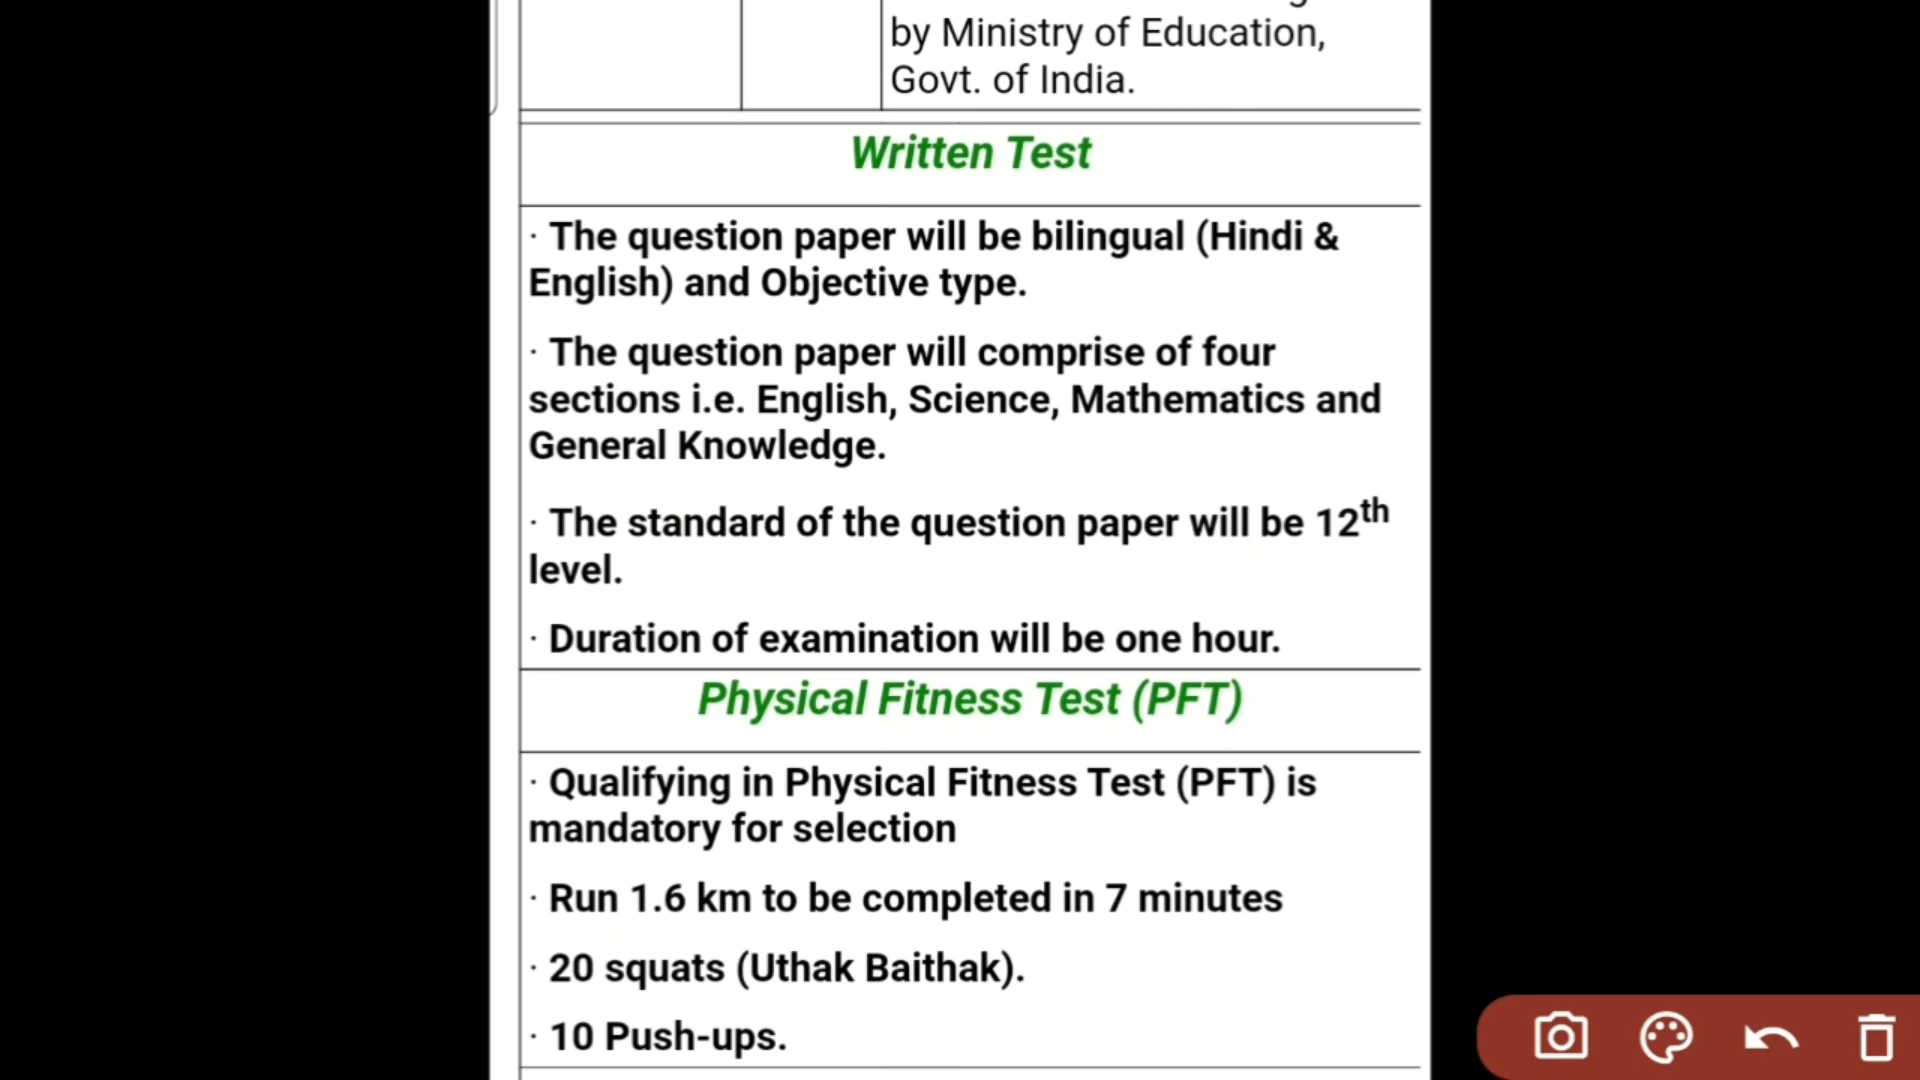 by Ministry of Education,
Govt. of India.
Written Test
· The question paper will be bilingual (Hindi &
English) and Objective type.
· The question paper will comprise of four
sections i.e. English, Science, Mathematics and
General Knowledge.
· The standard of the question paper will be 12th
level.
· Duration of examination will be one hour.
Physical Fitness Test (PFT)
· Qualifying in Physical Fitness Test (PFT) is
mandatory for selection
· Run 1.6 km to be completed in 7 minutes
· 20 squats (Uthak Baithak).
· 10 Push-ups.